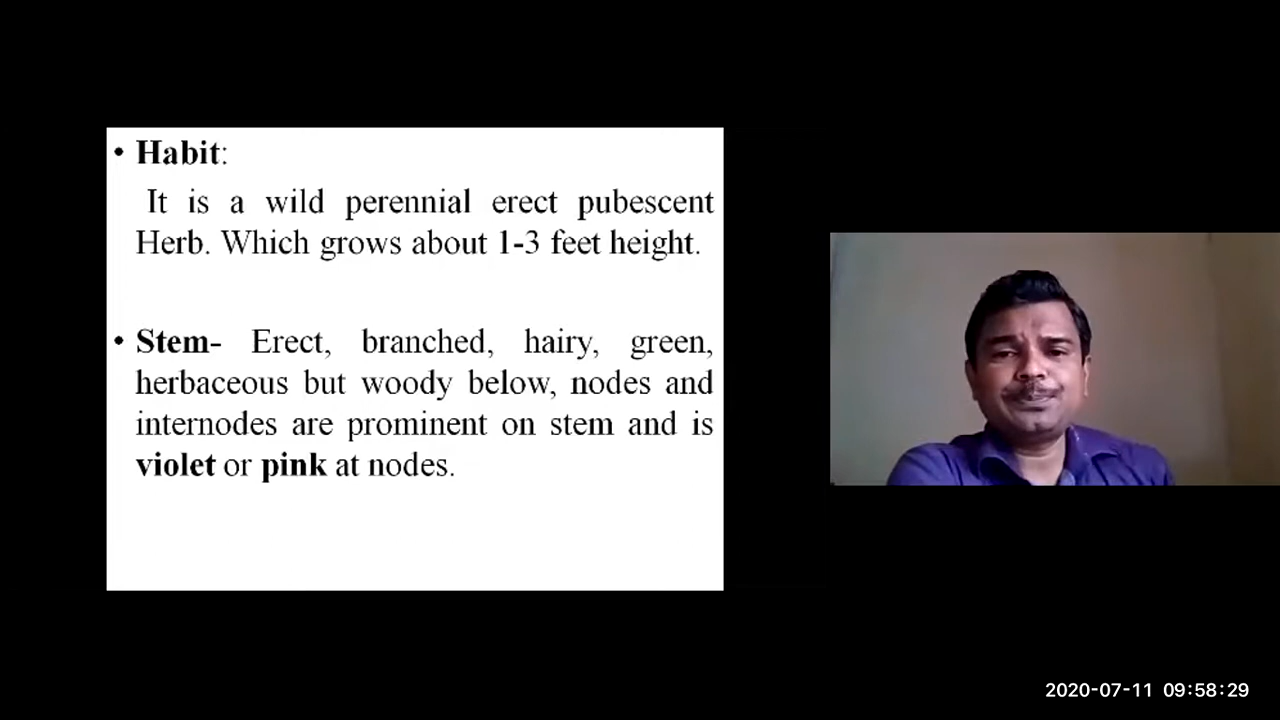 • Habit:
It is a wild perennial erect pubescent
Herb. Which grows about 1-3 feet height.
• Stem- Erect, branched, hairy, green,
herbaceous but woody below, nodes and
internodes are prominent on stem and is
violet or pink at nodes.
2020-07-11 09:58:29